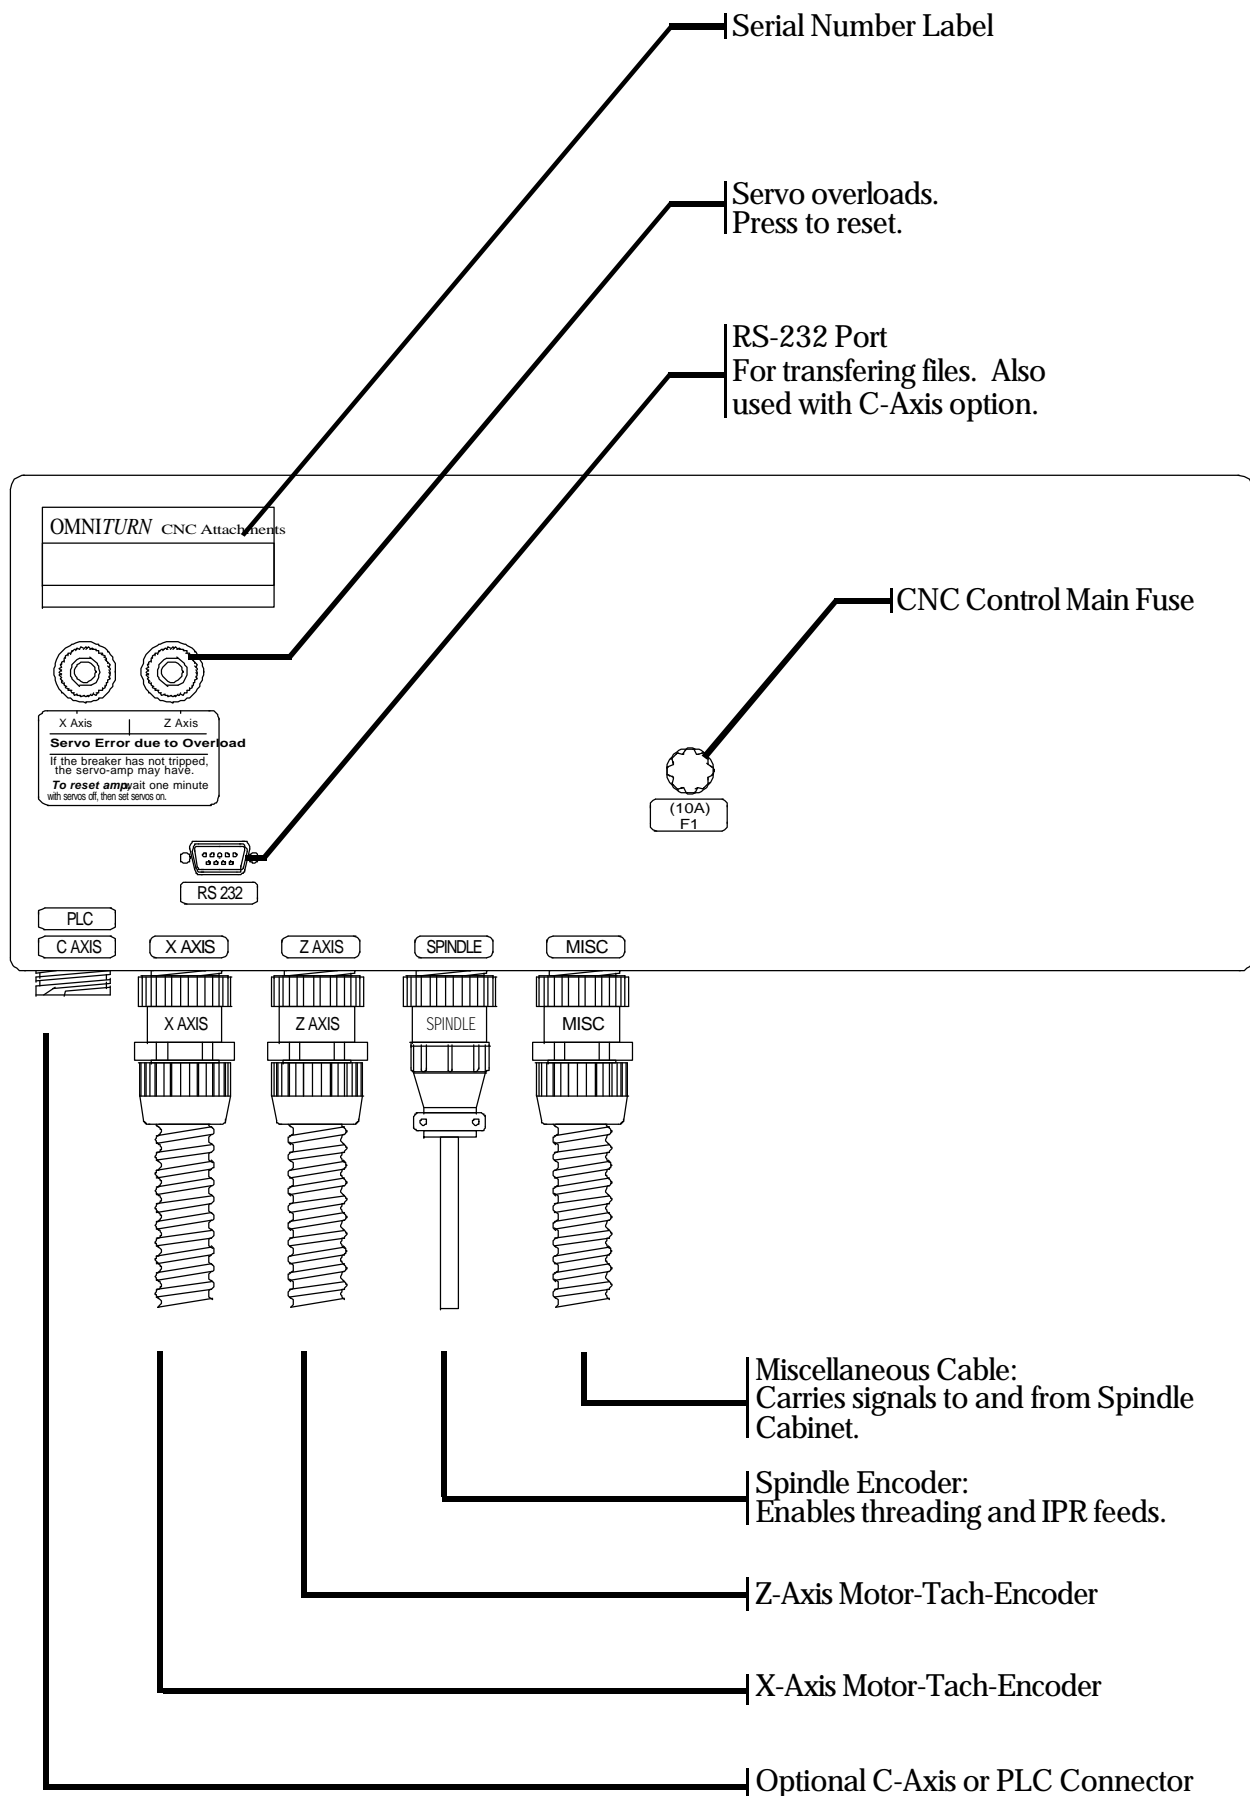 Serial Number Label
Servo overloads.
Press to reset.
RS-232 Port
For transfering files.  Also
used with C-Axis option.
OMNITURN CNC Attachments
CNC Control Main Fuse
X Axis
Z Axis
Servo Error due to Overload
If the breaker has not tripped,
the servo-amp may have.
To reset amp, wait one minute
with servos off, then set servos on.
(10A)
F1
RS 232
PLC
C AXIS
X AXIS
Z AXIS
SPINDLE
MISC
X AXIS
Z AXIS
SPINDLE
MISC
Miscellaneous Cable:
Carries signals to and from Spindle
Cabinet.
Spindle Encoder:
Enables threading and IPR feeds.
Z-Axis Motor-Tach-Encoder
X-Axis Motor-Tach-Encoder
Optional C-Axis or PLC Connector